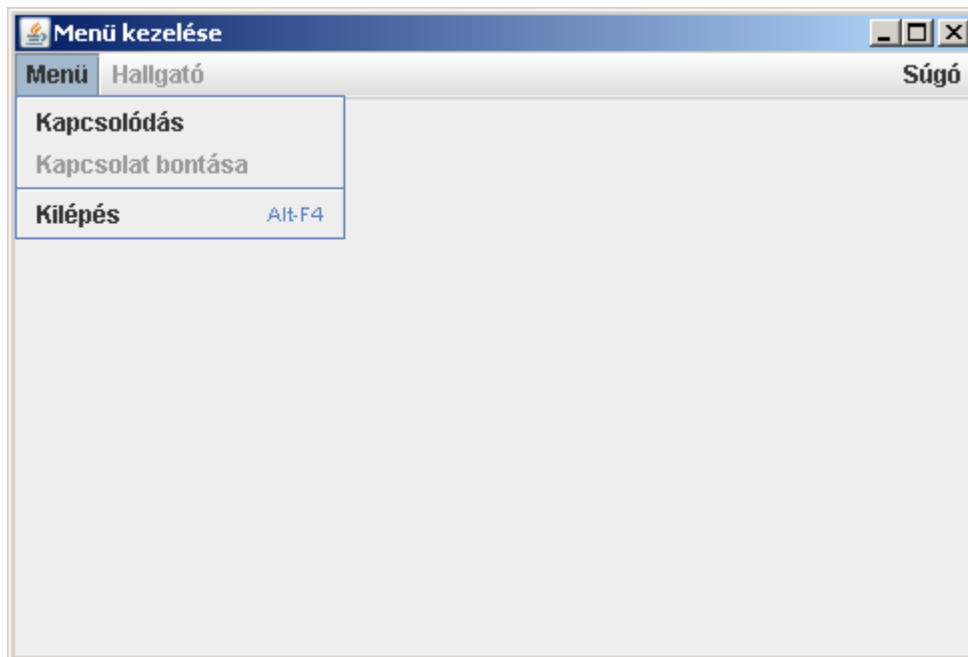 Menü kezelése
Menü Hallgató Súgó
Kapcsolódás
Kapcsolat bontása
Kilépés Alt-F4